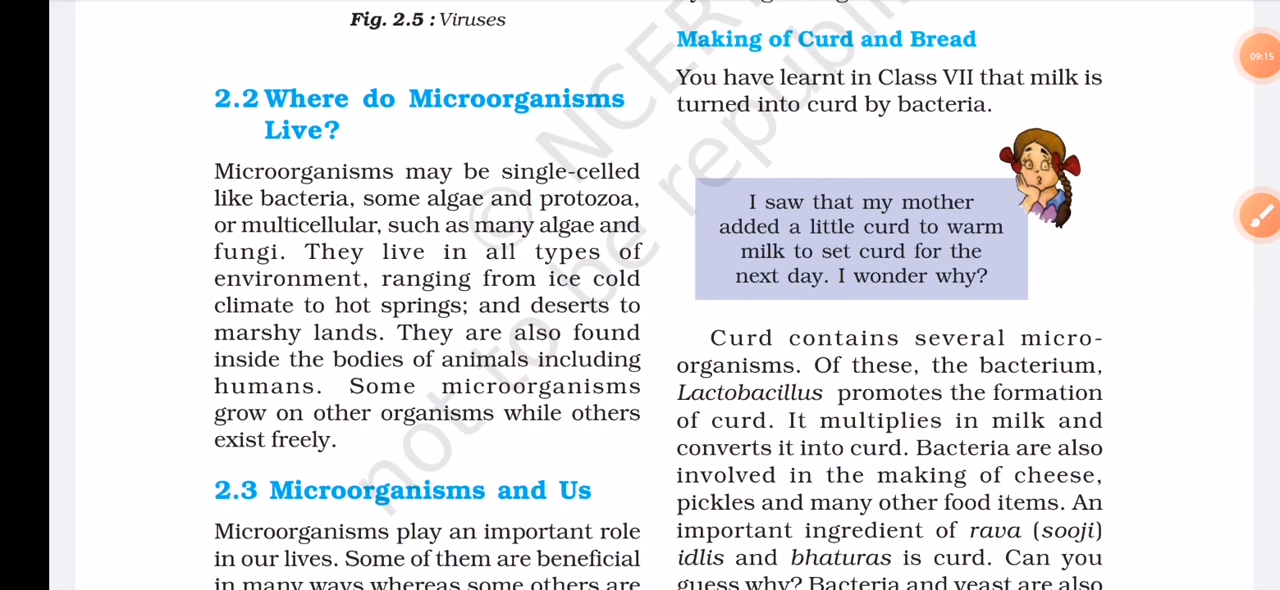 Fig. 2.5 : Viruses
2.2 Where do Microorganisms
Live?
Microorganisms may be single-celled
like bacteria, some algae and protozoa,
or multicellular, such as many algae and
fungi. They live in all types of
environment, ranging from ice cold
climate to hot springs; and deserts to
marshy lands. They are also found
inside the bodies of animals including
humans. Some microorganisms
grow on other organisms while others
exist freely.
2.3 Microorganisms and Us
Microorganisms play an important role
in our lives. Some of them are beneficial
in many ways whereas some others are
Making of Curd and Bread
You have learnt in Class VII that milk is
turned into curd by bacteria.
I saw that my mother
added a little curd to warm
milk to set curd for the
next day. I wonder why?
Curd contains several micro-
organisms. Of these, the bacterium,
Lactobacillus promotes the formation
of curd. It multiplies in milk and
converts it into curd. Bacteria are also
involved in the making of cheese,
pickles and many other food items. An
important ingredient of rava (sooji)
idlis and bhaturas is curd. Can you
guess why? Bacteria and yeast are also
© NCERT
not to be republi
09:15